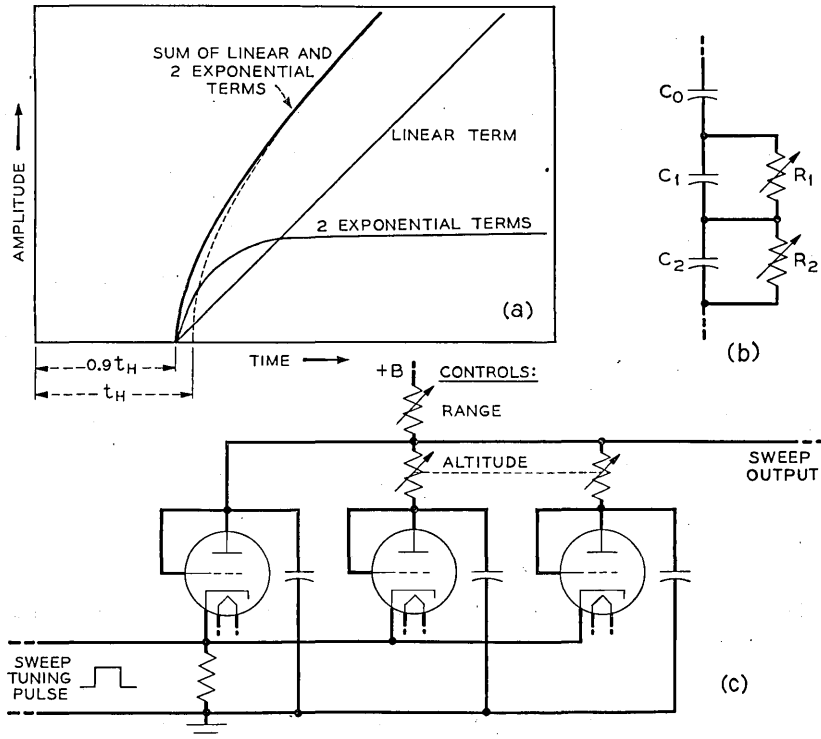 SUM OF LINEAR AND
2 EXPONENTIAL
TERMS
LINEAR TERM
2 EXPONENTIAL TERMS
AMPLITUDE
(a)
0.9tH
tH
TIME
C0
C1
R1
C2
R2
(b)
+B
CONTROLS:
RANGE
ALTITUDE
SWEEP
OUTPUT
SWEEP
TUNING
PULSE
(c)